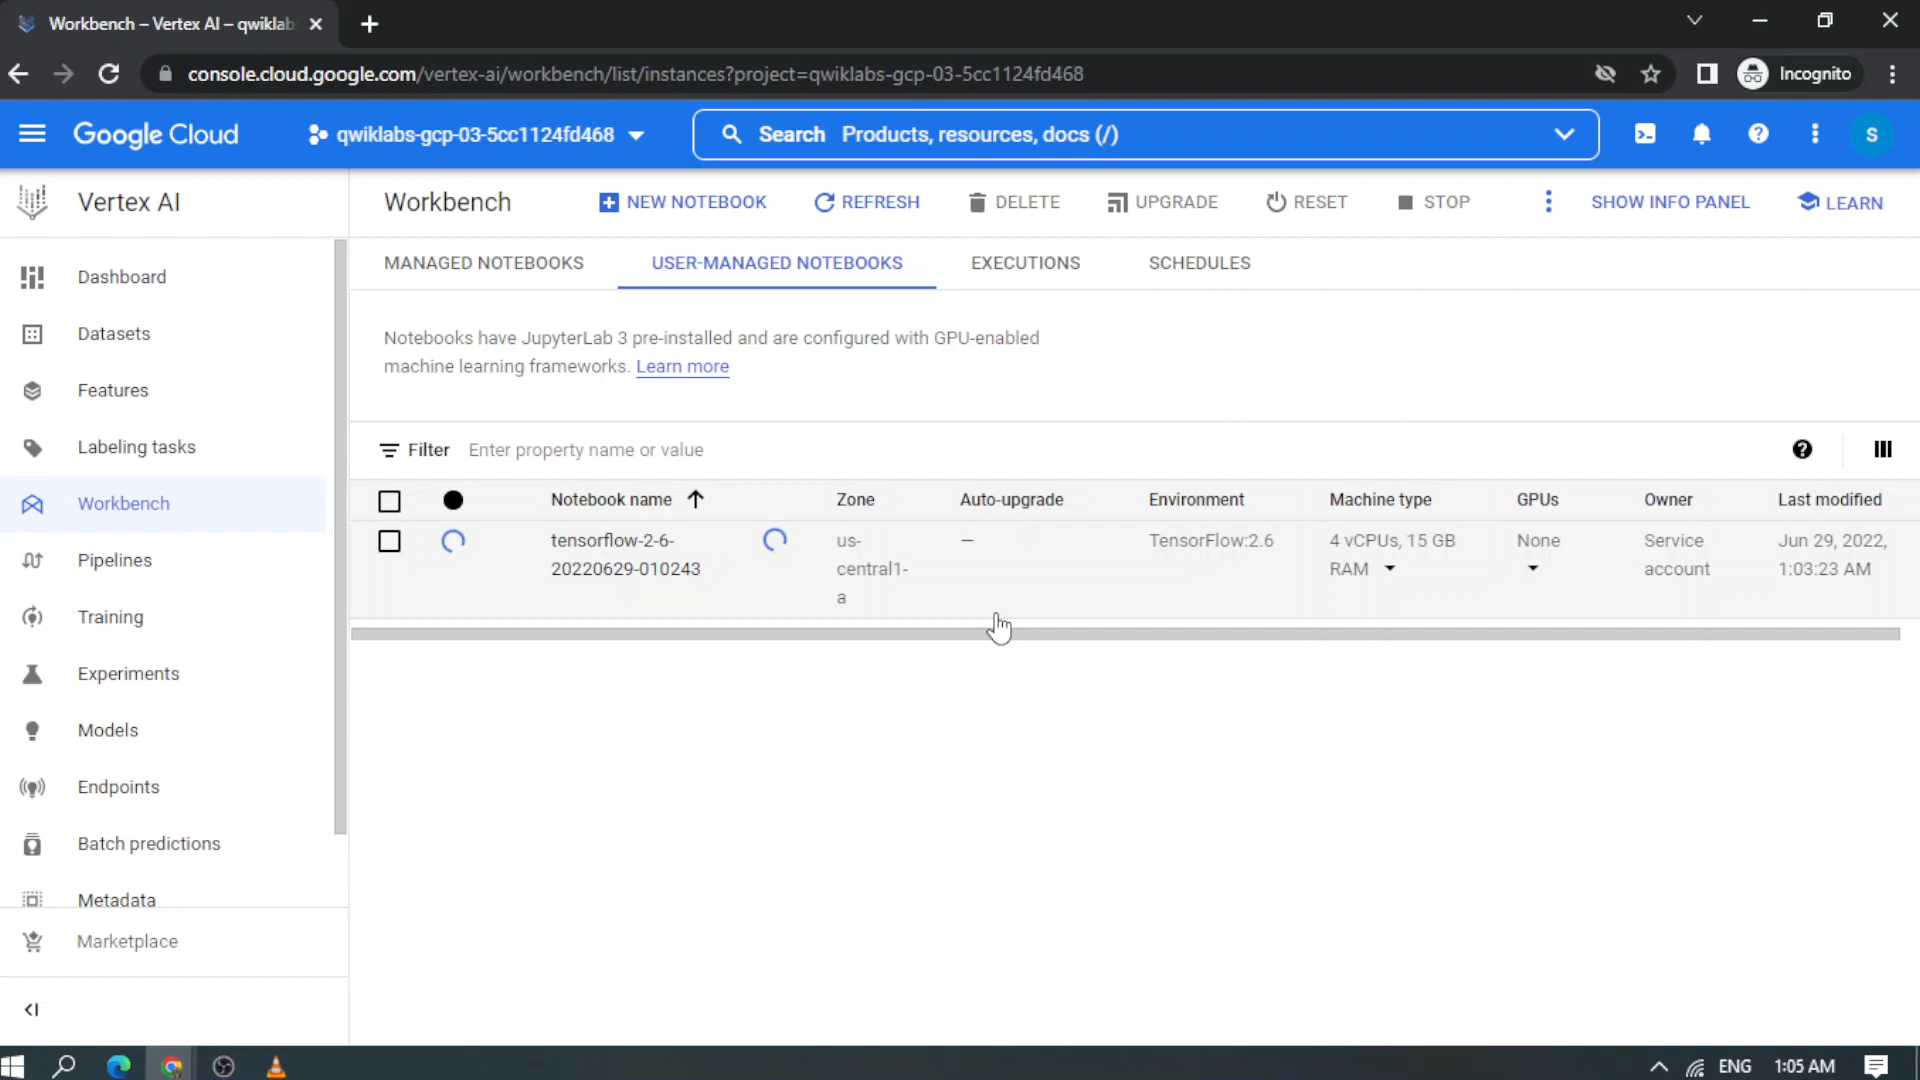 Workbench – Vertex AI – qwiklab
console.cloud.google.com/vertex-ai/workbench/list/instances?project=qwiklabs-gcp-03-5cc1124fd468
Incognito
Google Cloud
qwiklabs-gcp-03-5cc1124fd468
Search Products, resources, docs (/)
S
Vertex AI
Workbench
NEW NOTEBOOK
REFRESH
DELETE
UPGRADE
RESET
STOP
SHOW INFO PANEL
LEARN
Dashboard
Datasets
Features
Labeling tasks
Workbench
Pipelines
Training
Experiments
Models
Endpoints
Batch predictions
Metadata
Marketplace
MANAGED NOTEBOOKS
USER-MANAGED NOTEBOOKS
EXECUTIONS
SCHEDULES
Notebooks have JupyterLab 3 pre-installed and are configured with GPU-enabled
machine learning frameworks. Learn more
Filter Enter property name or value
Notebook name
Zone
Auto-upgrade
Environment
Machine type
GPUs
Owner
Last modified
tensorflow-2-6-
20220629-010243
us-
central1-
a
–
TensorFlow:2.6
4 vCPUs, 15 GB
RAM
None
Service
account
Jun 29, 2022,
1:03:23 AM
ENG
1:05 AM